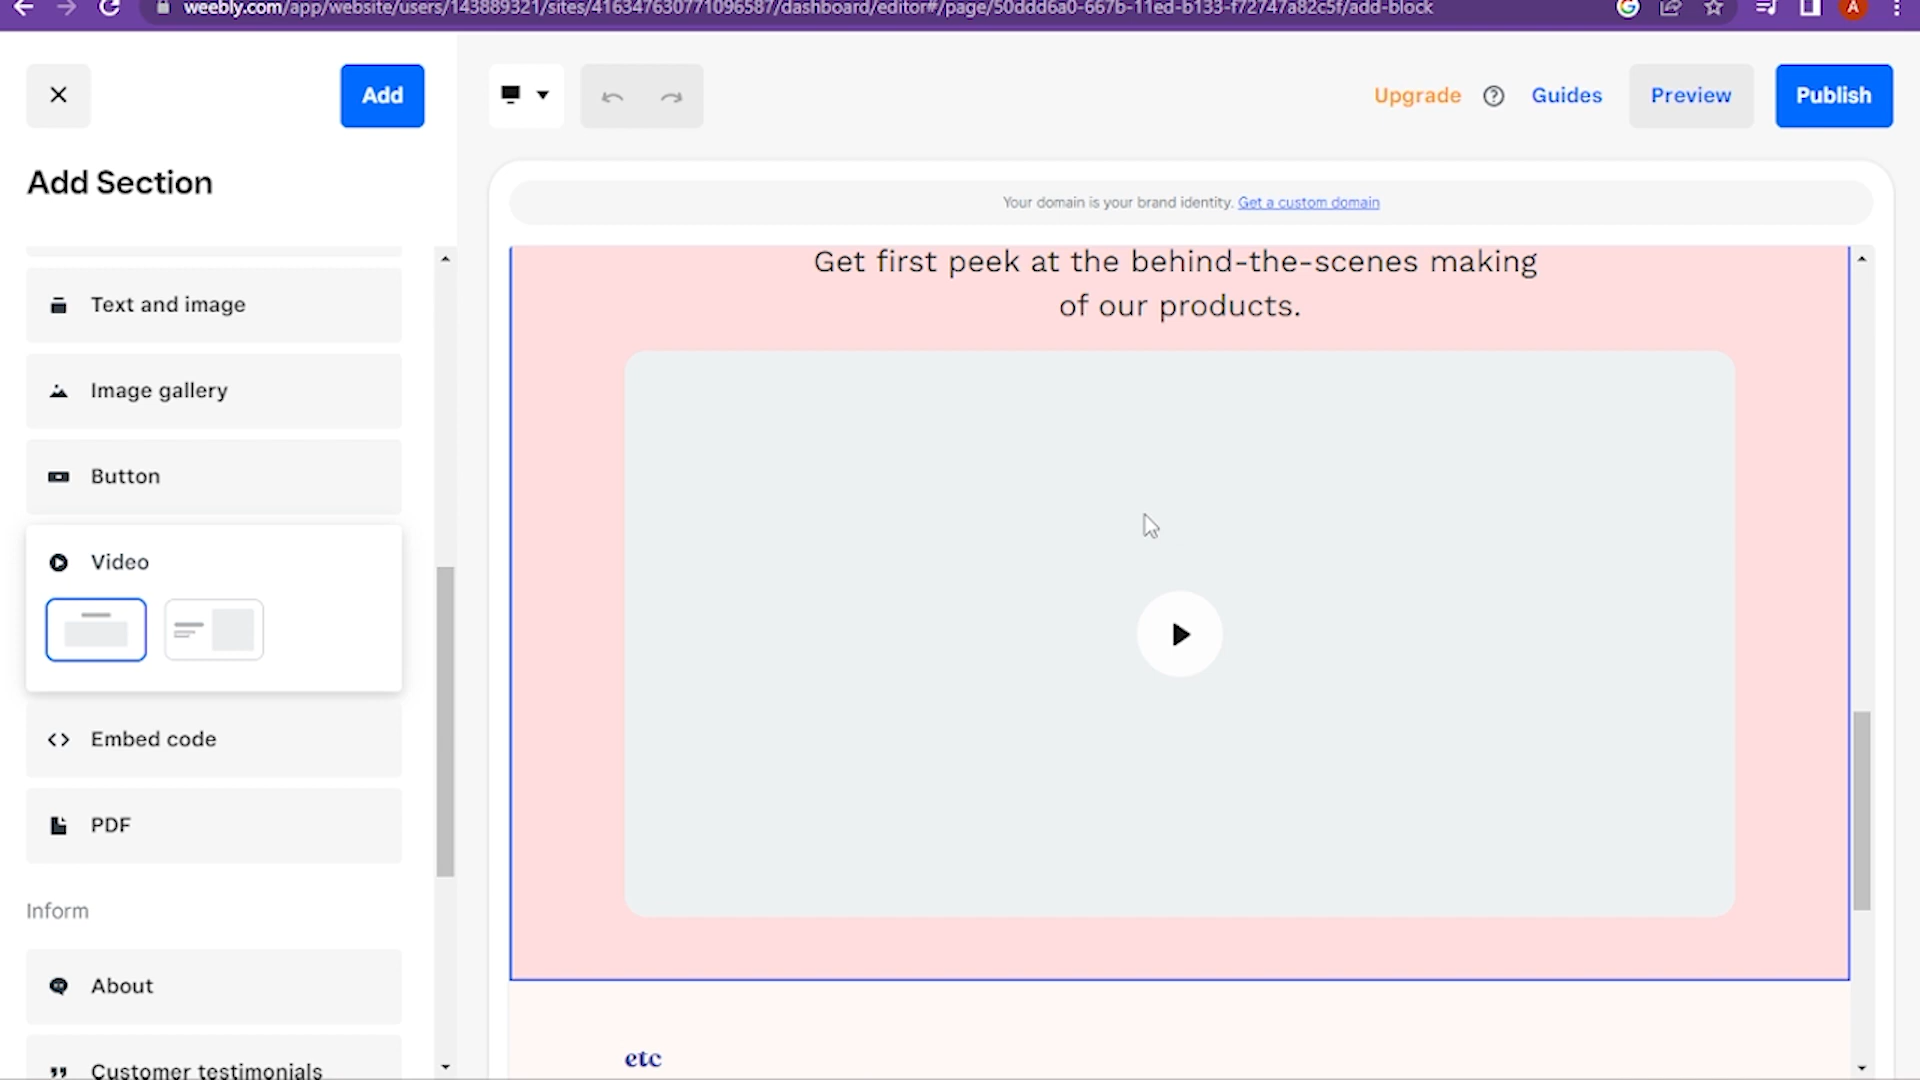 weebly.com/app/website/users/143889321/sites/416347630771096587/dashboard/editor#/page/50ddd6a0-667b-11ed-b133-f72747a82c5f/add-block
A
Add
Upgrade
Guides
Preview
Publish
Add Section
Your domain is your brand identity. Get a custom domain
Text and image
Image gallery
Button
Video
Embed code
PDF
Inform
About
Customer testimonials
Get first peek at the behind-the-scenes making
of our products.
etc